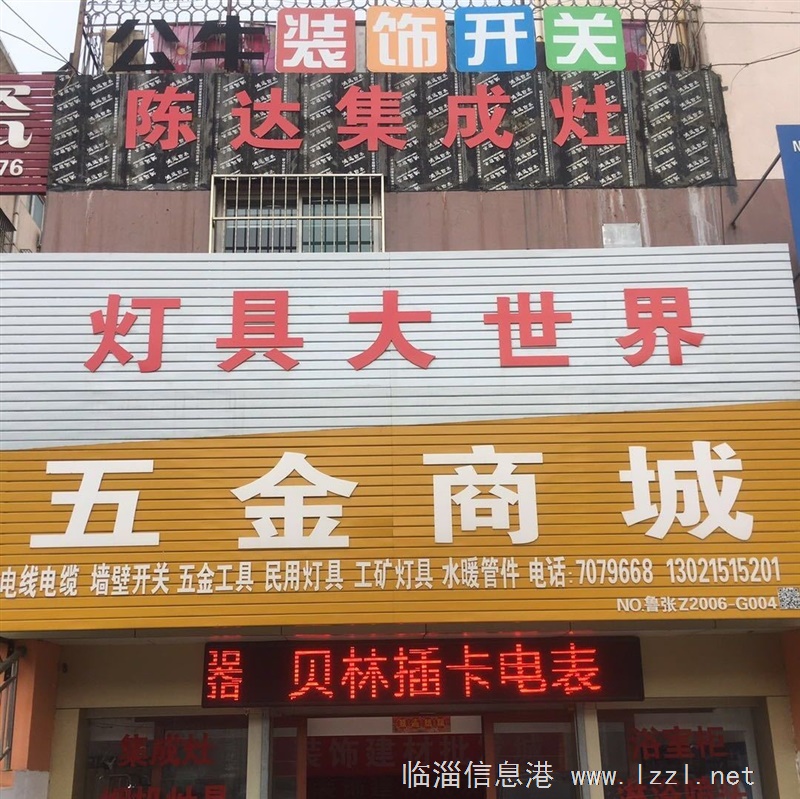 公牛装饰开关
陈达集成灶
瓷
76
灯具大世界
五金商城
电线电缆 墙壁开关 五金工具 民用灯具 工矿灯具 水暖管件 电话:7079668 13021515201
NO.鲁张Z2006-G004
贝林插卡电表
集成灶
装饰建材批
浴室柜
临淄信息港 www.lzzl.net